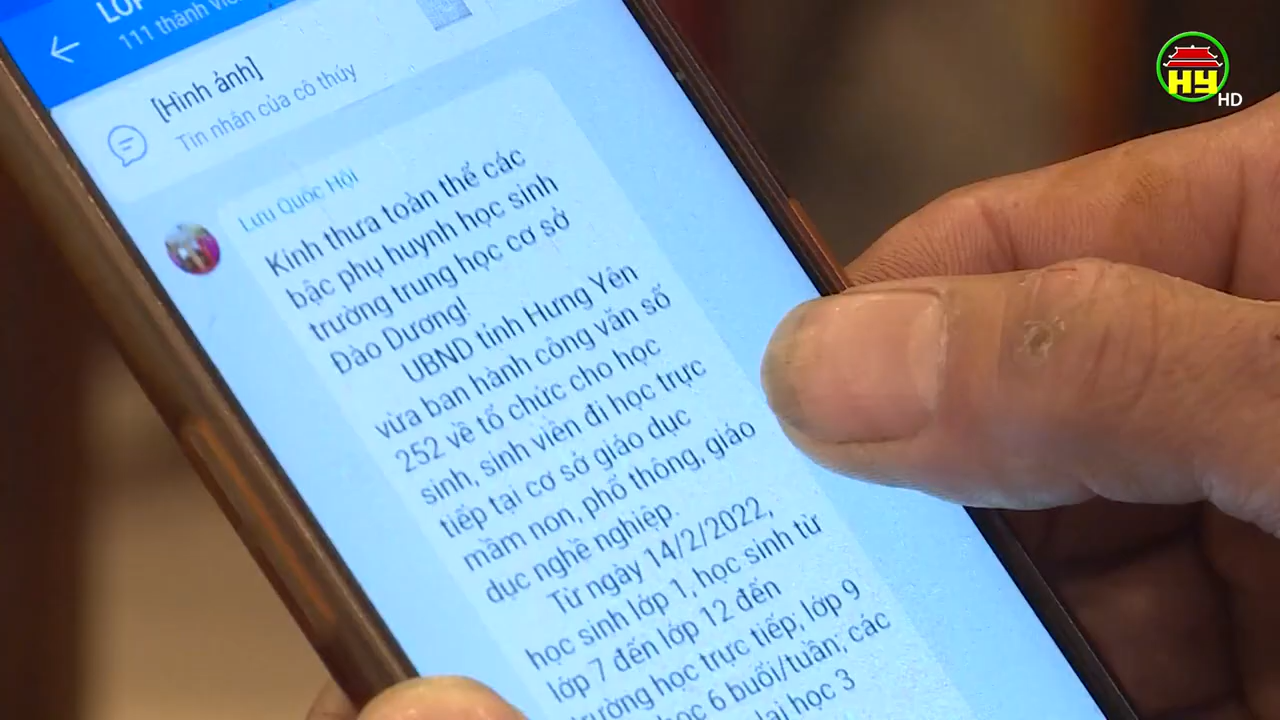 LỚP
111 thành viên
[Hình ảnh]
Tin nhắn của cô thúy
Lưu Quốc Hội
Kính thưa toàn thể các
bậc phụ huynh học sinh
trường trung học cơ sở
Đào Dương!
UBND tỉnh Hưng Yên
vừa ban hành công văn số
252 về tổ chức cho học
sinh, sinh viên đi học trực
tiếp tại cơ sở giáo dục
mầm non, phổ thông, giáo
dục nghề nghiệp.
Từ ngày 14/2/2022,
học sinh lớp 1, học sinh từ
lớp 7 đến lớp 12 đến
trường học trực tiếp; lớp 9
học 6 buổi/tuần; các
lại học 3
HY HD